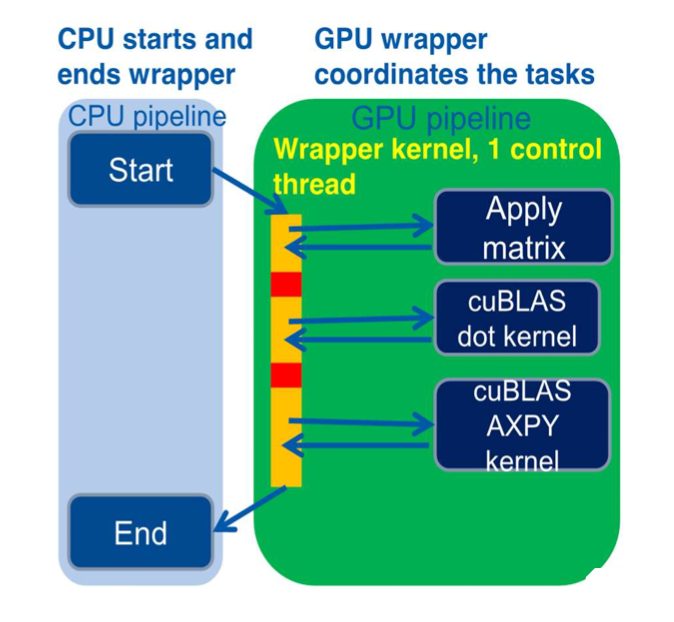 CPU starts and
ends wrapper
GPU wrapper
coordinates the tasks
CPU pipeline
GPU pipeline
Wrapper kernel, 1 control
thread
Start
Apply
matrix
cuBLAS
dot kernel
cuBLAS
AXPY
kernel
End